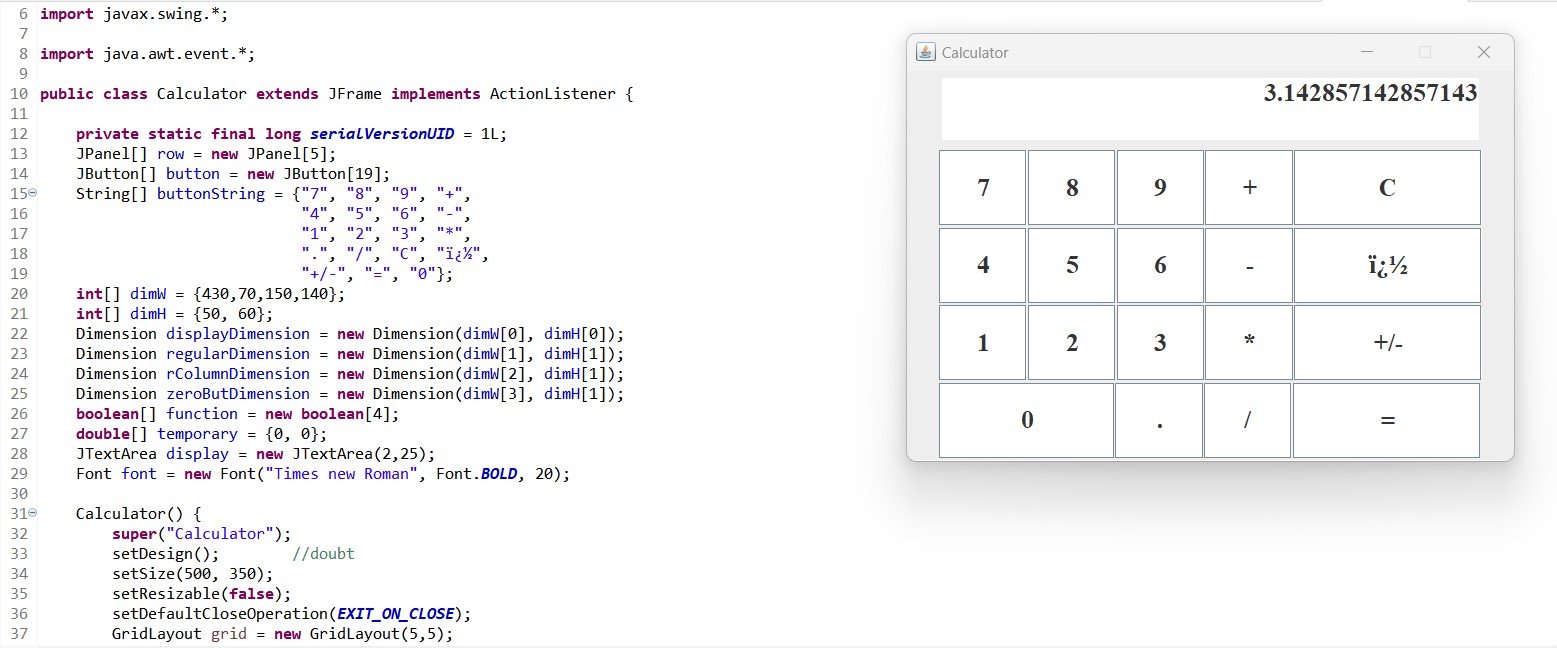 6 import javax.swing.*;
7
8 import java.awt.event.*;
9
10 public class Calculator extends JFrame implements ActionListener {
11
12     private static final long serialVersionUID = 1L;
13     JPanel[] row = new JPanel[5];
14     JButton[] button = new JButton[19];
15     String[] buttonString = {"7", "8", "9", "+",
16                              "4", "5", "6", "-",
17                              "1", "2", "3", "*",
18                              ".", "/", "C", "ï¿½",
19                              "+/-", "=", "0"};
20     int[] dimW = {430,70,150,140};
21     int[] dimH = {50, 60};
22     Dimension displayDimension = new Dimension(dimW[0], dimH[0]);
23     Dimension regularDimension = new Dimension(dimW[1], dimH[1]);
24     Dimension rColumnDimension = new Dimension(dimW[2], dimH[1]);
25     Dimension zeroButDimension = new Dimension(dimW[3], dimH[1]);
26     boolean[] function = new boolean[4];
27     double[] temporary = {0, 0};
28     JTextArea display = new JTextArea(2,25);
29     Font font = new Font("Times new Roman", Font.BOLD, 20);
30
31     Calculator() {
32         super("Calculator");
33         setDesign();        //doubt
34         setSize(500, 350);
35         setResizable(false);
36         setDefaultCloseOperation(EXIT_ON_CLOSE);
37         GridLayout grid = new GridLayout(5,5);
Calculator
3.142857142857143
7 8 9 + C
4 5 6 - ï¿½
1 2 3 * +/-
0 . / =